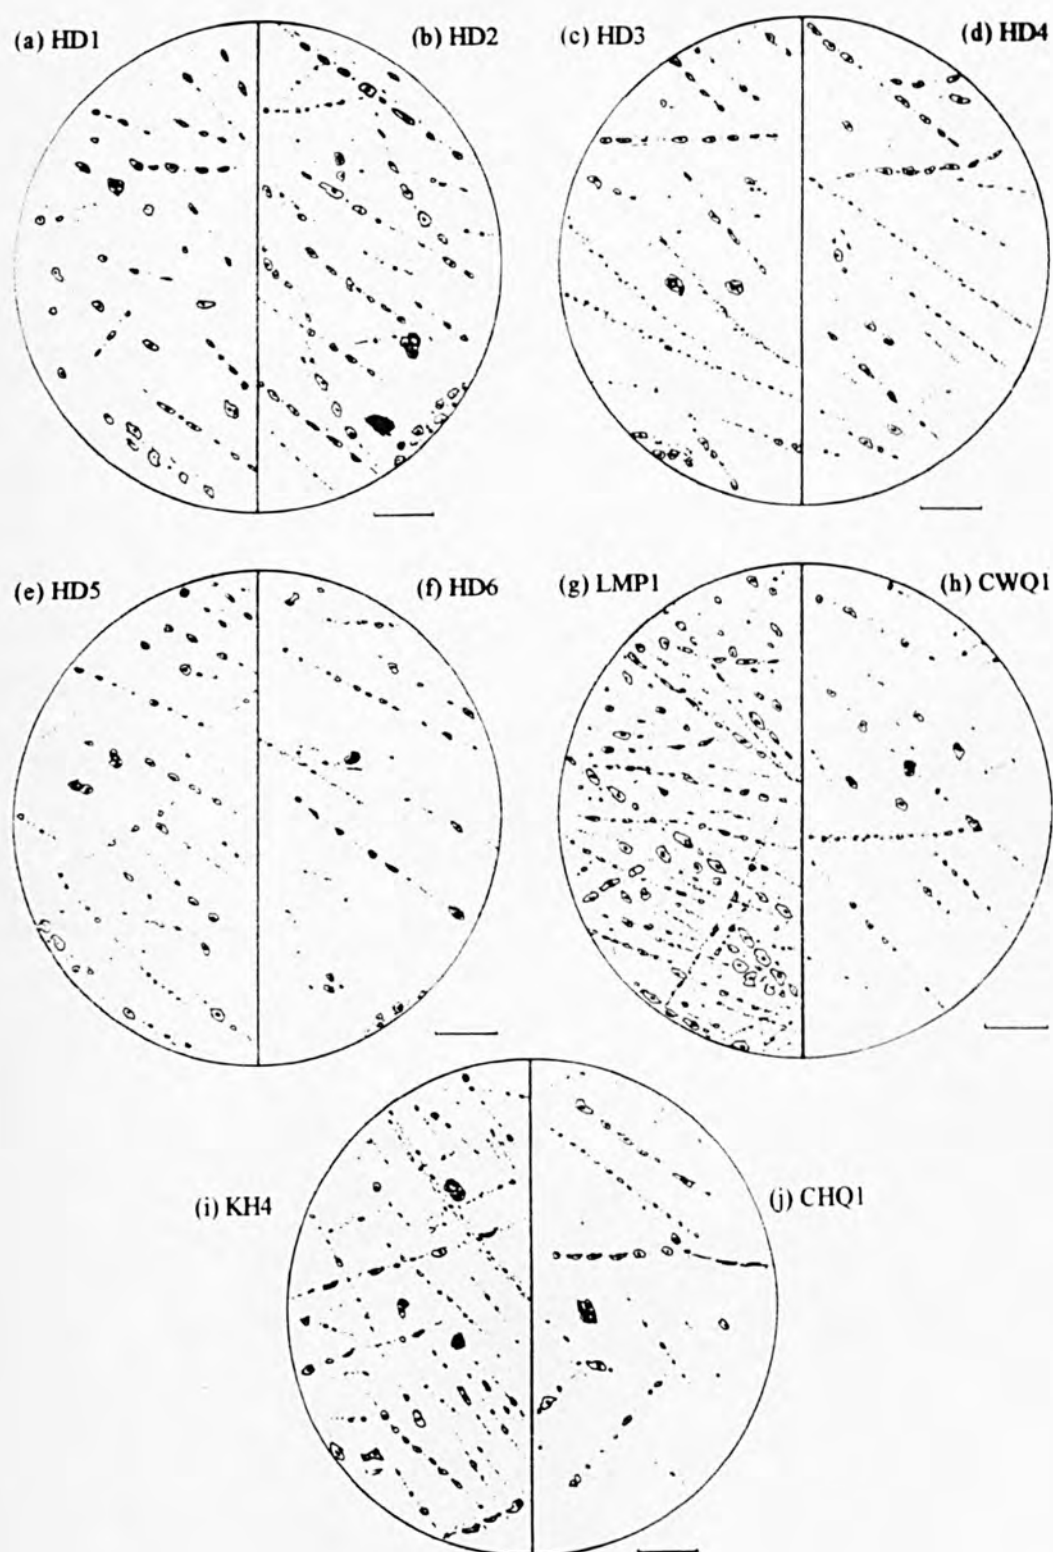 (a) HD1
(b) HD2
(c) HD3
(d) HD4
(e) HD5
(f) HD6
(g) LMP1
(h) CWQ1
(i) KH4
(j) CHQ1